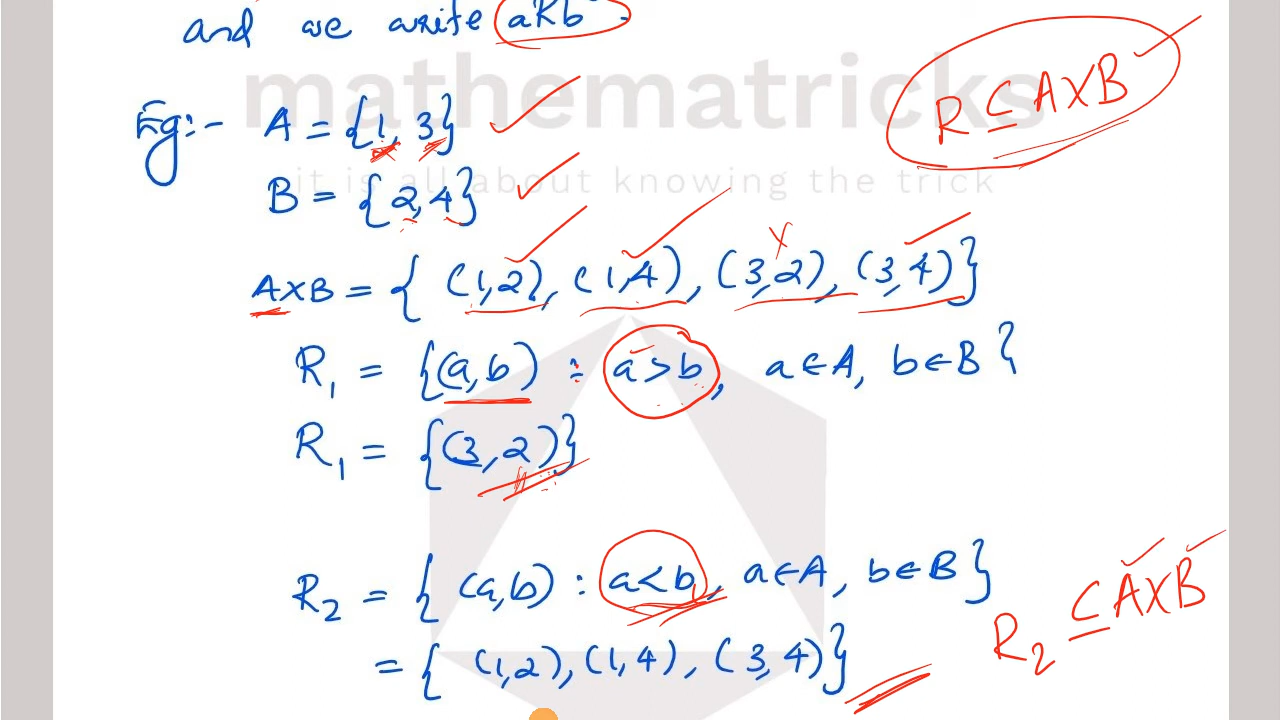 and we write aRb.
mathematricks
R ⊆ A×B
Eg:- A = {1, 3}
it is all about knowing the trick
B = {2,4}
A×B = { (1,2), (1,4), (3,2), (3,4)}
R₁ = {(a,b) : a>b, a∈A, b∈B}
R₁ = {(3,2)}
R₂ = { (a,b) : a<b, a∈A, b∈B}
R₂ ⊆ A×B
= { (1,2), (1,4), (3,4)}